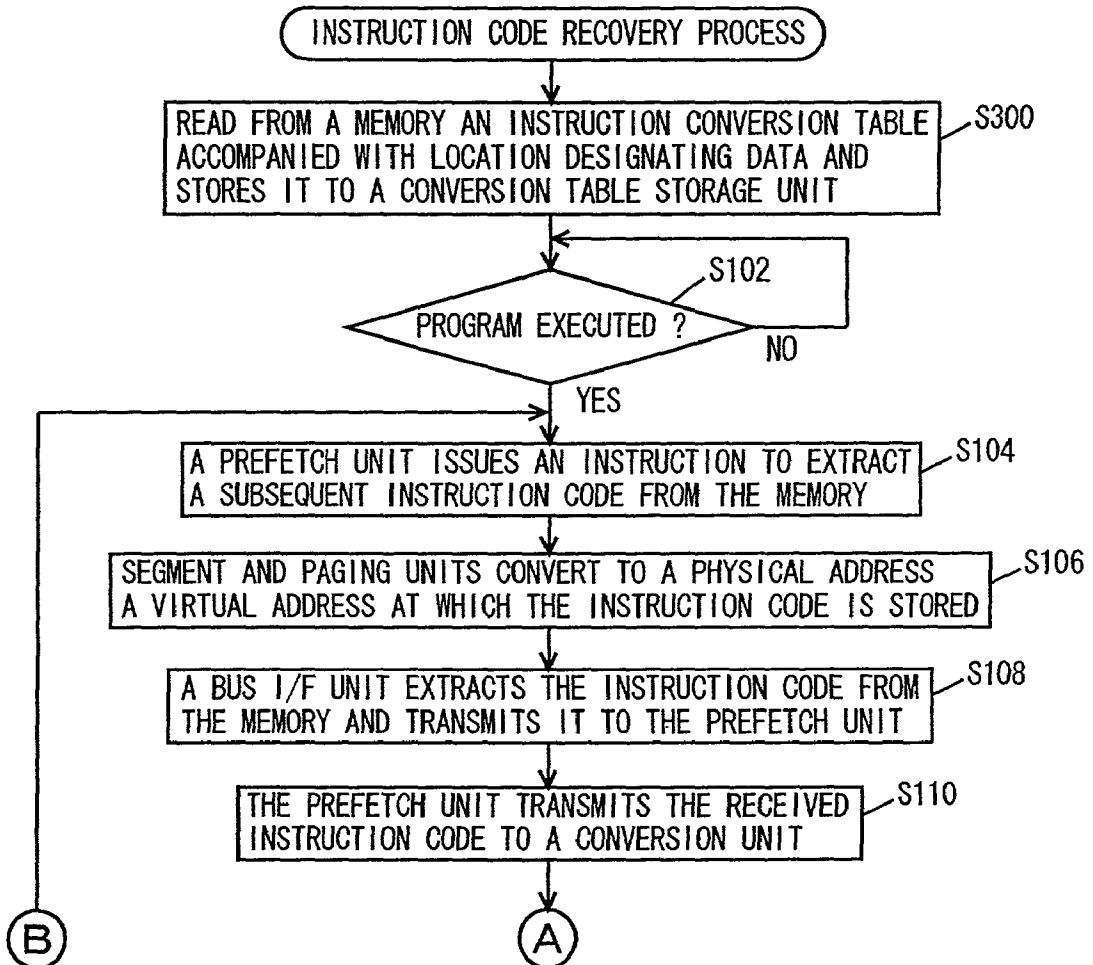 INSTRUCTION CODE RECOVERY PROCESS
READ FROM A MEMORY AN INSTRUCTION CONVERSION TABLE
ACCOMPANIED WITH LOCATION DESIGNATING DATA AND
STORES IT TO A CONVERSION TABLE STORAGE UNIT
S300
S102
PROGRAM EXECUTED ?
NO
YES
A PREFETCH UNIT ISSUES AN INSTRUCTION TO EXTRACT
A SUBSEQUENT INSTRUCTION CODE FROM THE MEMORY
S104
SEGMENT AND PAGING UNITS CONVERT TO A PHYSICAL ADDRESS
A VIRTUAL ADDRESS AT WHICH THE INSTRUCTION CODE IS STORED
S106
A BUS I/F UNIT EXTRACTS THE INSTRUCTION CODE FROM
THE MEMORY AND TRANSMITS IT TO THE PREFETCH UNIT
S108
THE PREFETCH UNIT TRANSMITS THE RECEIVED
INSTRUCTION CODE TO A CONVERSION UNIT
S110
B
A